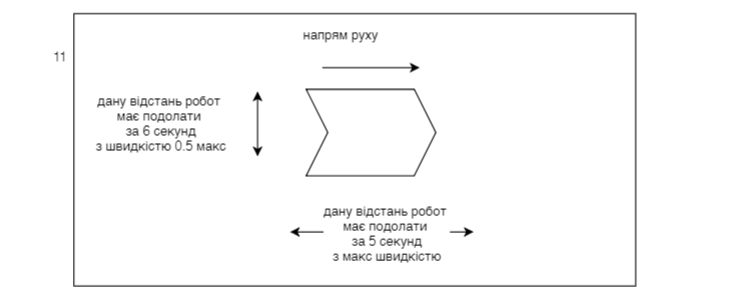 напрям руху
11
дану відстань робот
має подолати
за 6 секунд
з швидкістю 0.5 макс
дану відстань робот
має подолати
за 5 секунд
з макс швидкістю